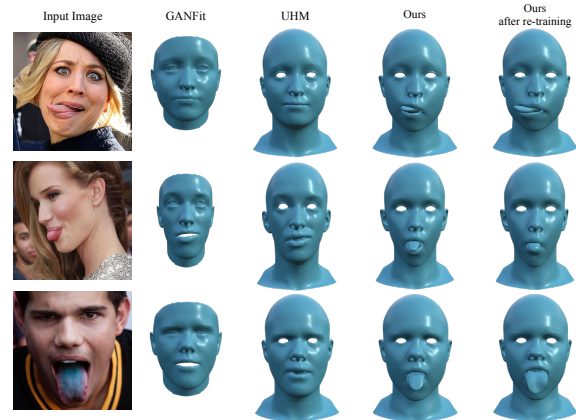 Input Image
GANFit
UHM
Ours
Ours
after re-training